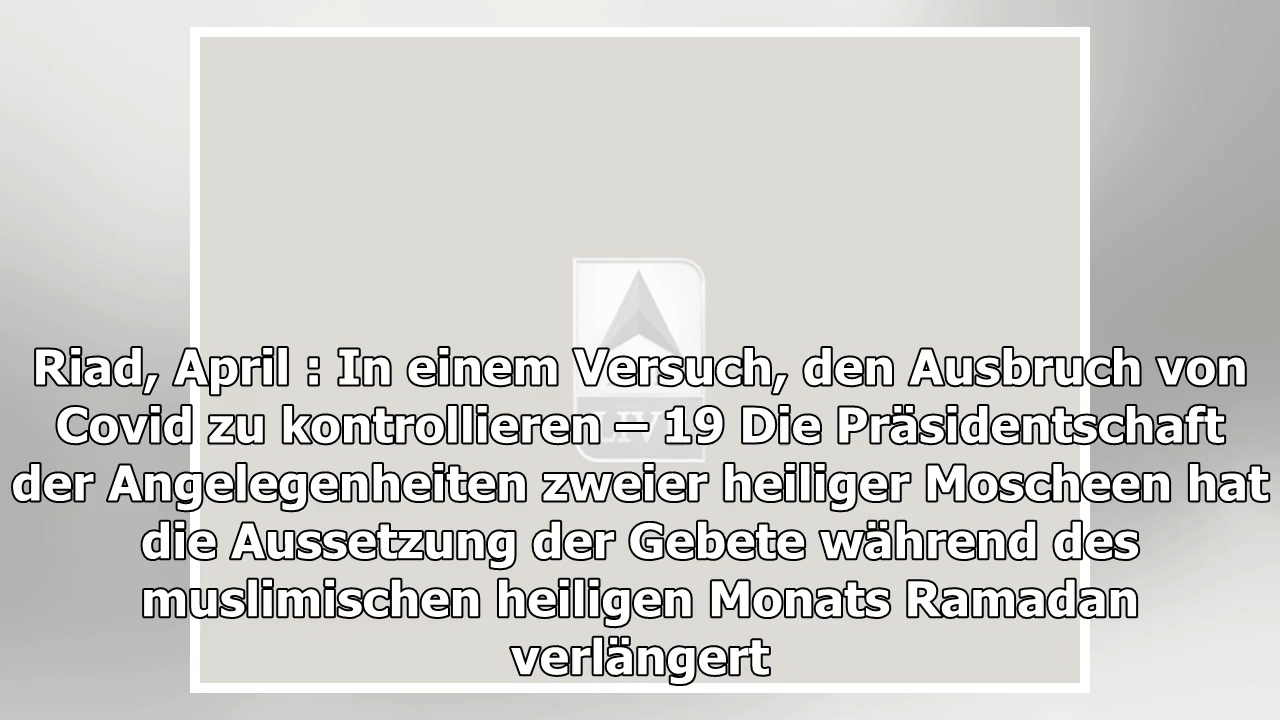 Riad, April : In einem Versuch, den Ausbruch von
Covid zu kontrollieren – 19 Die Präsidentschaft
der Angelegenheiten zweier heiliger Moscheen hat
die Aussetzung der Gebete während des
muslimischen heiligen Monats Ramadan
verlängert